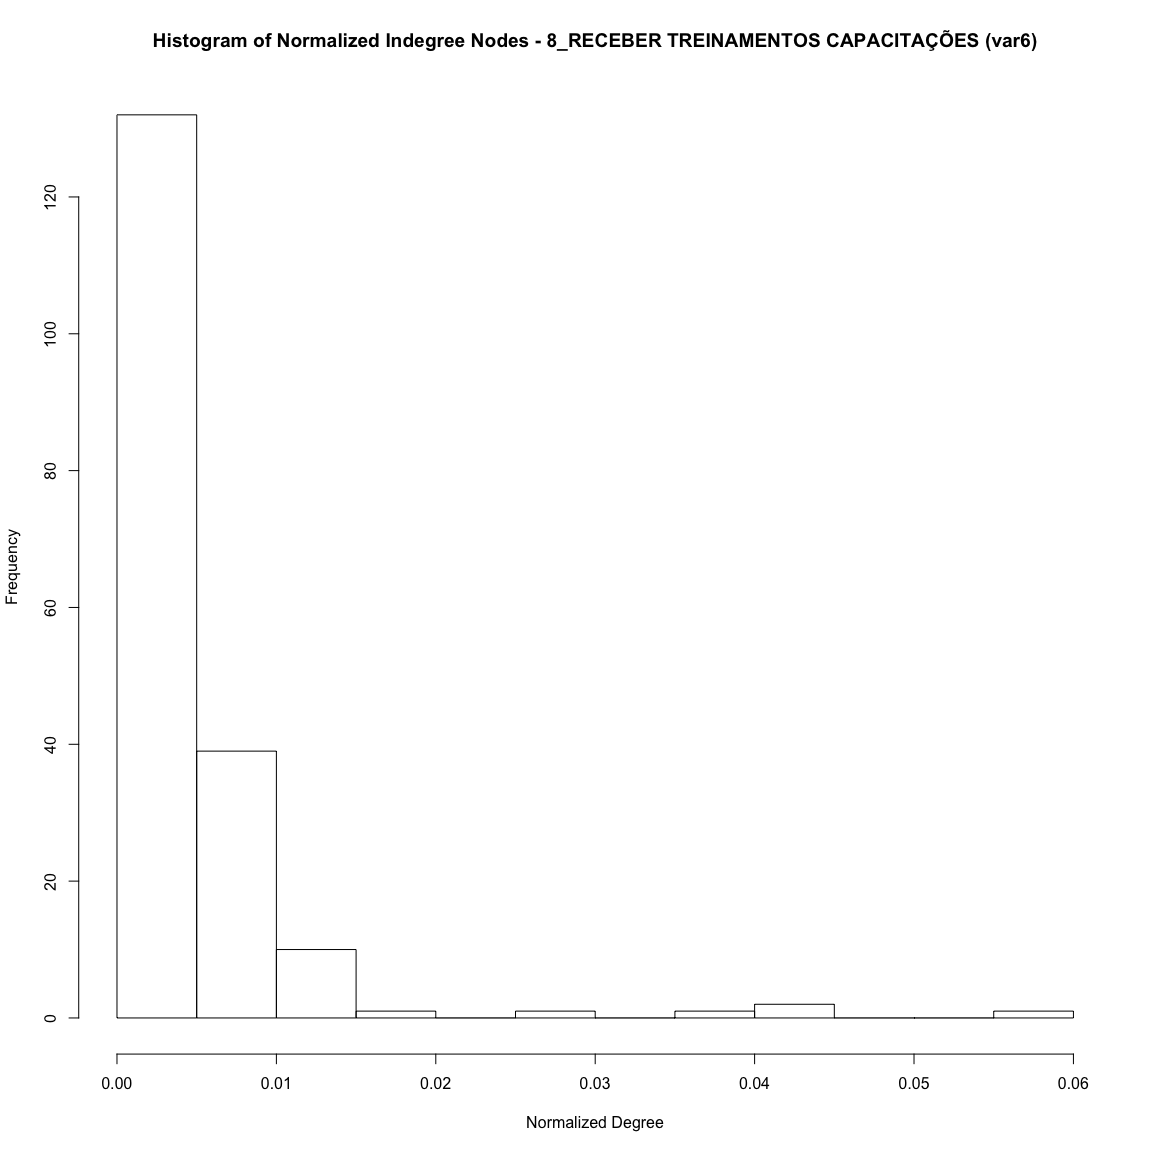 Histogram of Normalized Indegree Nodes - 8_RECEBER TREINAMENTOS CAPACITAÇÕES (var6)
Frequency
120
100
80
60
40
20
0
0.00 0.01 0.02 0.03 0.04 0.05 0.06
Normalized Degree